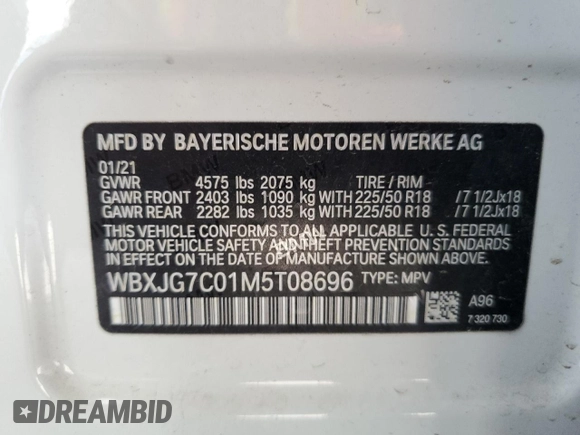 MFD BY BAYERISCHE MOTOREN WERKE AG
01/21
GVWR 4575 lbs 2075 kg TIRE / RIM
GAWR FRONT 2403 lbs 1090 kg WITH 225/50 R18 /7 1/2Jx18
GAWR REAR 2282 lbs 1035 kg WITH 225/50 R18 /7 1/2Jx18
THIS VEHICLE CONFORMS TO ALL APPLICABLE U. S. FEDERAL
MOTOR VEHICLE SAFETY AND THEFT PREVENTION STANDARDS
IN EFFECT ON THE DATE OF MANUFACTURE SHOWN ABOVE.
WBXJG7C01M5T08696 TYPE: MPV
A96
7 320 730
DREAMBID